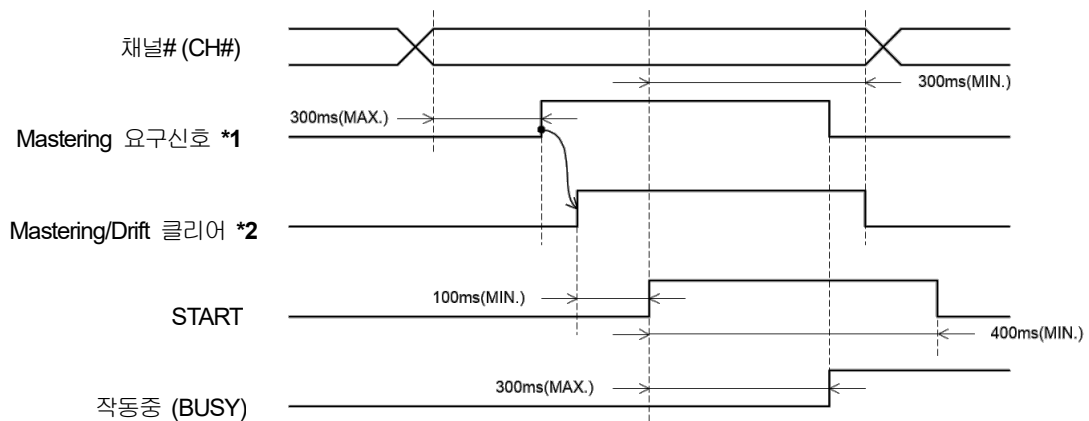 채널# (CH#)
300ms(MIN.)
300ms(MAX.)
Mastering 요구신호 *1
Mastering/Drift 클리어 *2
100ms(MIN.)
START
400ms(MIN.)
300ms(MAX.)
작동중 (BUSY)